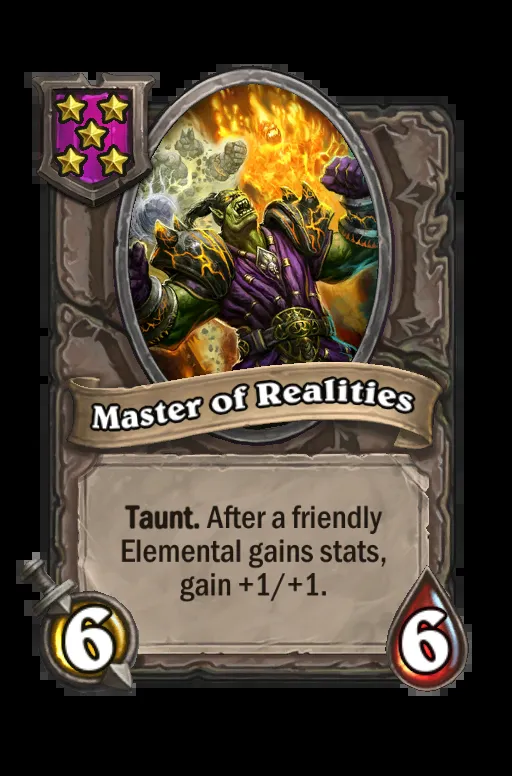 Master of Realities
Taunt. After a friendly
Elemental gains stats,
gain +1/+1.
6
6